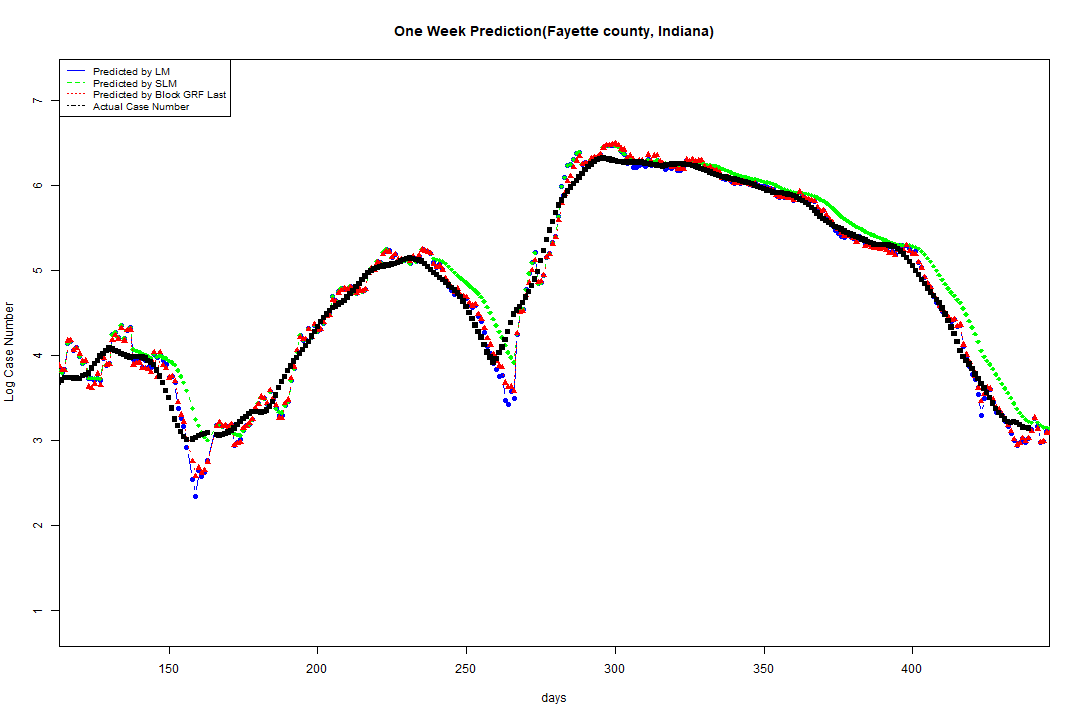 One Week Prediction(Fayette county, Indiana)
Predicted by LM
Predicted by SLM
Predicted by Block GRF Last
Actual Case Number
7
6
5
4
3
2
1
Log Case Number
150 200 250 300 350 400
days